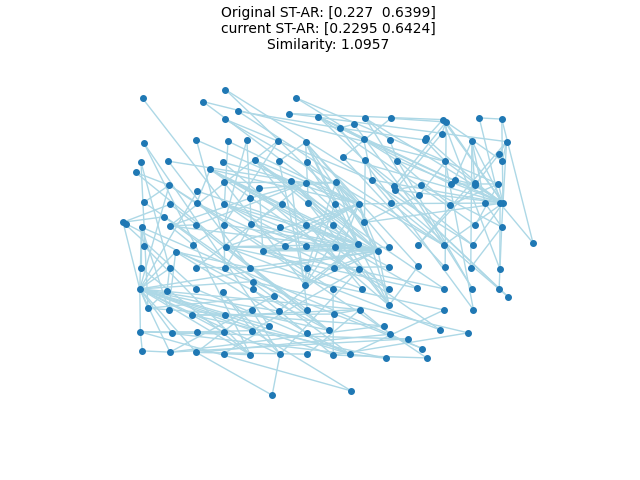 Original ST-AR: [0.227  0.6399]
current ST-AR: [0.2295 0.6424]
Similarity: 1.0957